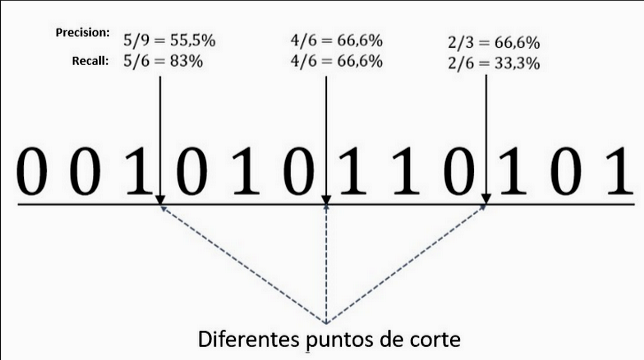 Precision: 5/9 = 55,5% 4/6 = 66,6% 2/3 = 66,6%
Recall: 5/6 = 83% 4/6 = 66,6% 2/6 = 33,3%
0 0 1 0 1 0 1 1 0 1 0 1
Diferentes puntos de corte